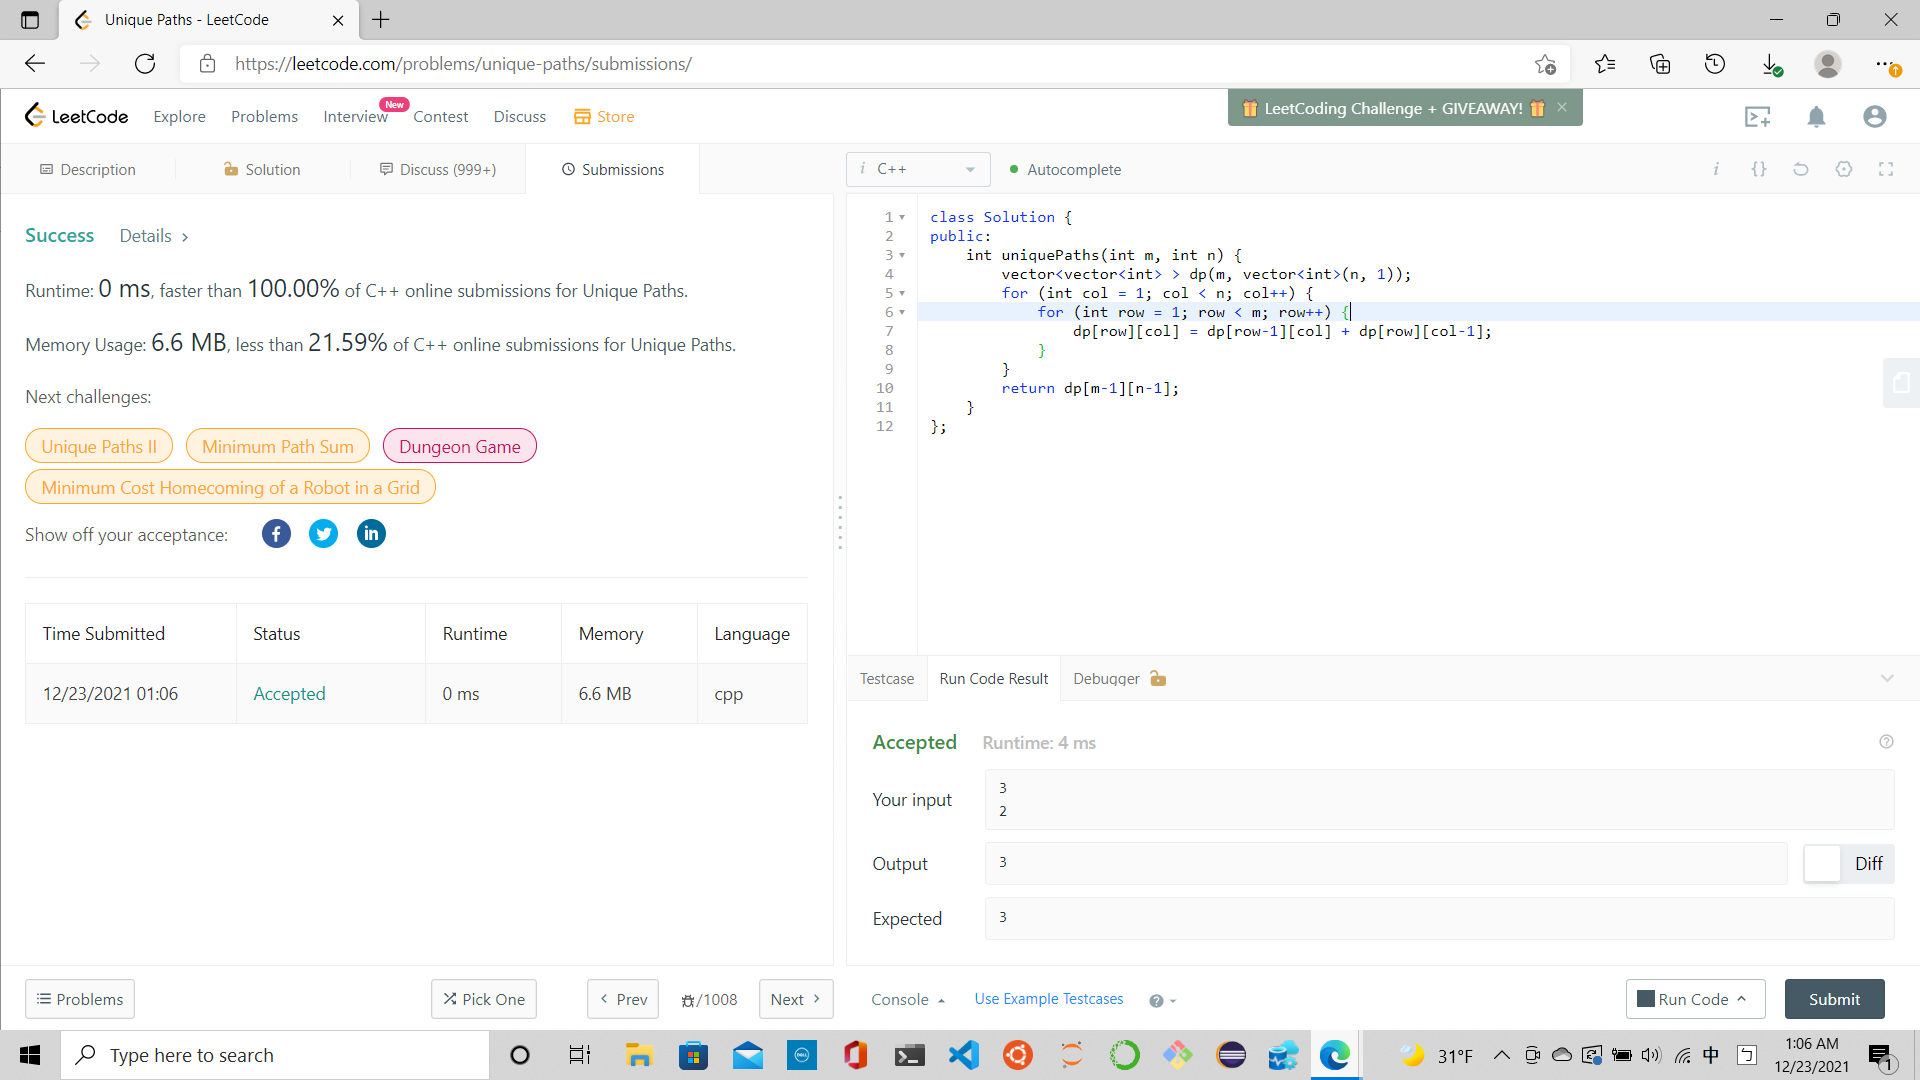 Unique Paths - LeetCode
https://leetcode.com/problems/unique-paths/submissions/
LeetCode
Explore
Problems
Interview
New
Contest
Discuss
Store
LeetCoding Challenge + GIVEAWAY!
Description
Solution
Discuss (999+)
Submissions
i C++
Autocomplete
Success Details >
Runtime: 0 ms, faster than 100.00% of C++ online submissions for Unique Paths.
Memory Usage: 6.6 MB, less than 21.59% of C++ online submissions for Unique Paths.
Next challenges:
Unique Paths II
Minimum Path Sum
Dungeon Game
Minimum Cost Homecoming of a Robot in a Grid
Show off your acceptance:
Time Submitted Status Runtime Memory Language
12/23/2021 01:06 Accepted 0 ms 6.6 MB cpp
1 class Solution {
2 public:
3 int uniquePaths(int m, int n) {
4 vector<vector<int> > dp(m, vector<int>(n, 1));
5 for (int col = 1; col < n; col++) {
6 for (int row = 1; row < m; row++) {
7 dp[row][col] = dp[row-1][col] + dp[row][col-1];
8 }
9 }
10 return dp[m-1][n-1];
11 }
12 };
Testcase
Run Code Result
Debugger
Accepted Runtime: 4 ms
Your input
3
2
Output
3
Diff
Expected
3
Problems
Pick One
Prev
/1008
Next
Console
Use Example Testcases
Run Code
Submit
Type here to search
DELL
31°F
中
1:06 AM
12/23/2021
1